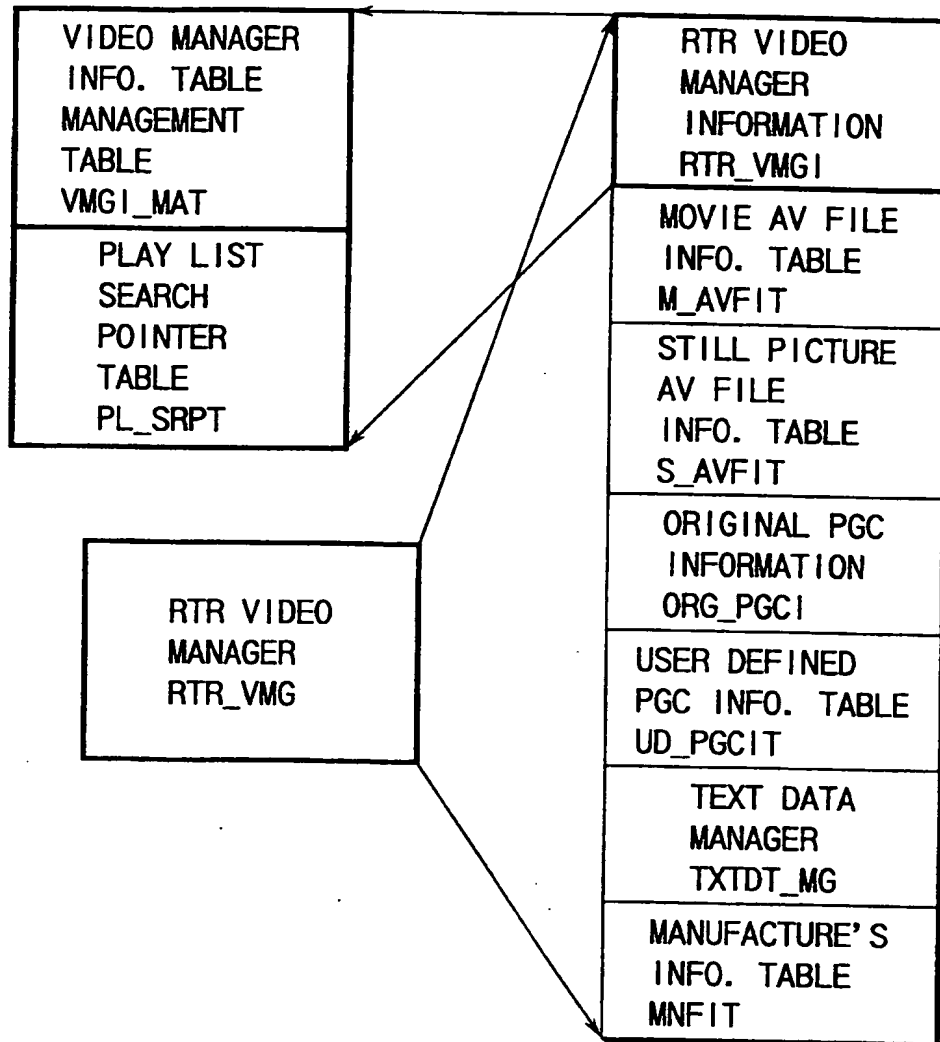 VIDEO MANAGER
INFO. TABLE
MANAGEMENT
TABLE
VMGI_MAT
PLAY LIST
SEARCH
POINTER
TABLE
PL_SRPT
RTR VIDEO
MANAGER
RTR_VMG
RTR VIDEO
MANAGER
INFORMATION
RTR_VMGI
MOVIE AV FILE
INFO. TABLE
M_AVFIT
STILL PICTURE
AV FILE
INFO. TABLE
S_AVFIT
ORIGINAL PGC
INFORMATION
ORG_PGCI
USER DEFINED
PGC INFO. TABLE
UD_PGCIT
TEXT DATA
MANAGER
TXTDT_MG
MANUFACTURE'S
INFO. TABLE
MNFIT